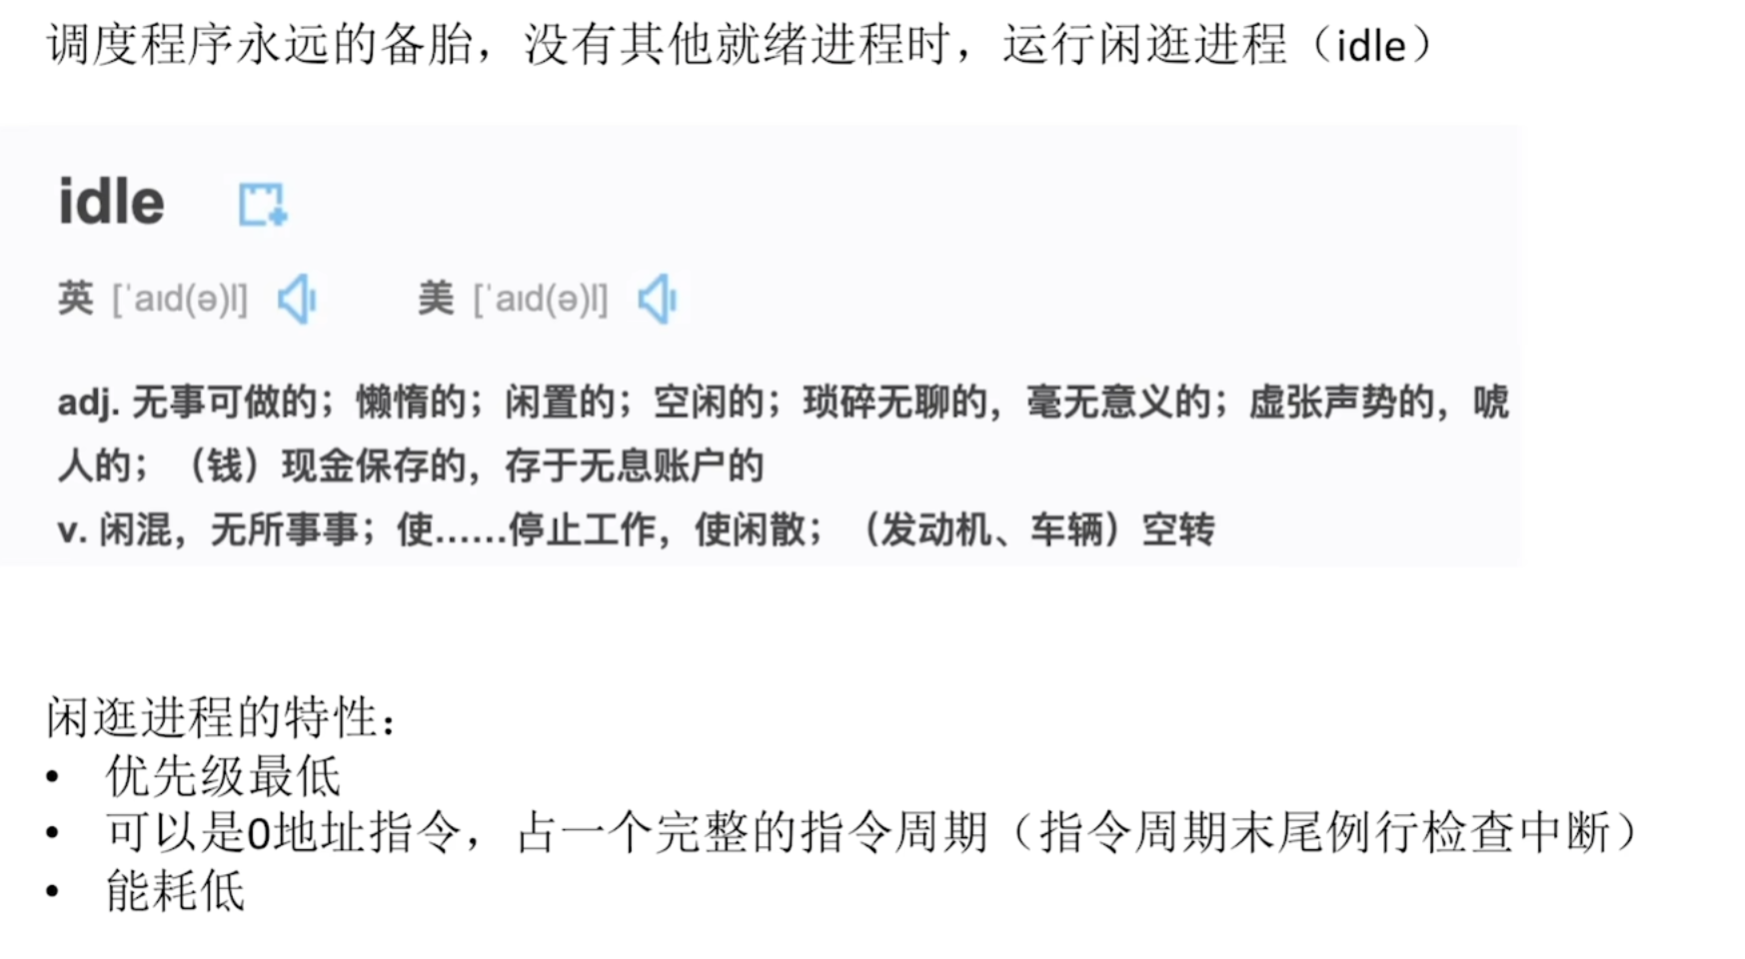 调度程序永远的备胎，没有其他就绪进程时，运行闲逛进程（idle）
idle
英 [ˈaɪd(ə)l] 美 [ˈaɪd(ə)l]
adj. 无事可做的；懒惰的；闲置的；空闲的；琐碎无聊的，毫无意义的；虚张声势的，唬
人的；（钱）现金保存的，存于无息账户的
v. 闲混，无所事事；使......停止工作，使闲散；（发动机、车辆）空转
闲逛进程的特性：
• 优先级最低
• 可以是0地址指令，占一个完整的指令周期（指令周期末尾例行检查中断）
• 能耗低